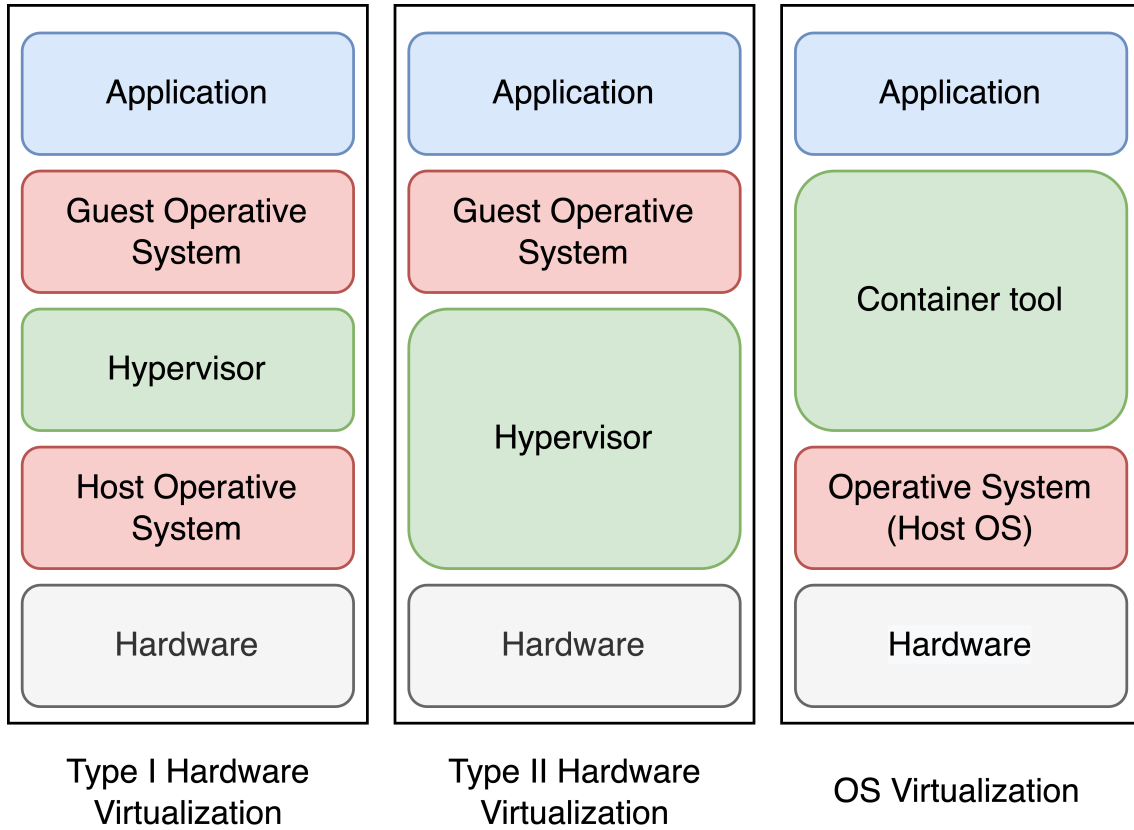 Application
Guest Operative
System
Hypervisor
Host Operative
System
Hardware
Type I Hardware
Virtualization
Application
Guest Operative
System
Hypervisor
Hardware
Type II Hardware
Virtualization
Application
Container tool
Operative System
(Host OS)
Hardware
OS Virtualization